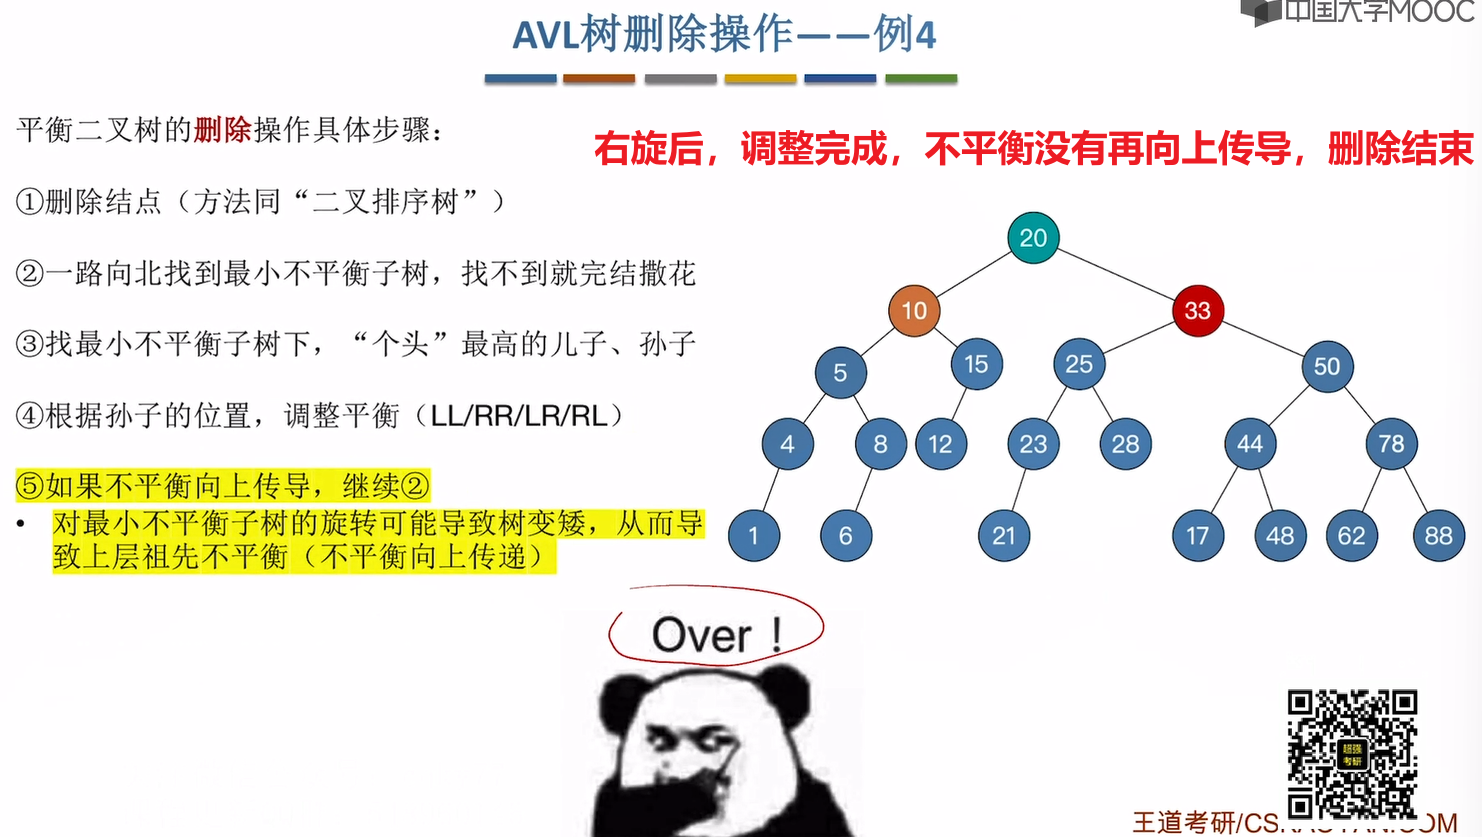 中国大学MOOC
AVL树删除操作——例4
平衡二叉树的删除操作具体步骤：
右旋后，调整完成，不平衡没有再向上传导，删除结束
①删除结点（方法同“二叉排序树”）
②一路向北找到最小不平衡子树，找不到就完结撒花
③找最小不平衡子树下，“个头”最高的儿子、孙子
④根据孙子的位置，调整平衡（LL/RR/LR/RL）
⑤如果不平衡向上传导，继续②
• 对最小不平衡子树的旋转可能导致树变矮，从而导
致上层祖先不平衡（不平衡向上传递）
20
10 33
5 15 25 50
4 8 12 23 28 44 78
1 6 21 17 48 62 88
Over！
超强
考研
王道考研/CSKAOYAN.COM